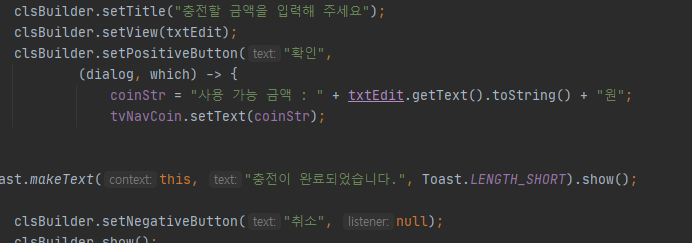 clsBuilder.setTitle("충전할 금액을 입력해 주세요");
clsBuilder.setView(txtEdit);
clsBuilder.setPositiveButton( text: "확인",
(dialog, which) -> {
coinStr = "사용 가능 금액 : " + txtEdit.getText().toString() + "원";
tvNavCoin.setText(coinStr);
ast.makeText( context: this, text: "충전이 완료되었습니다.", Toast.LENGTH_SHORT).show();
clsBuilder.setNegativeButton( text: "취소", listener: null);
clsBuilder.show();